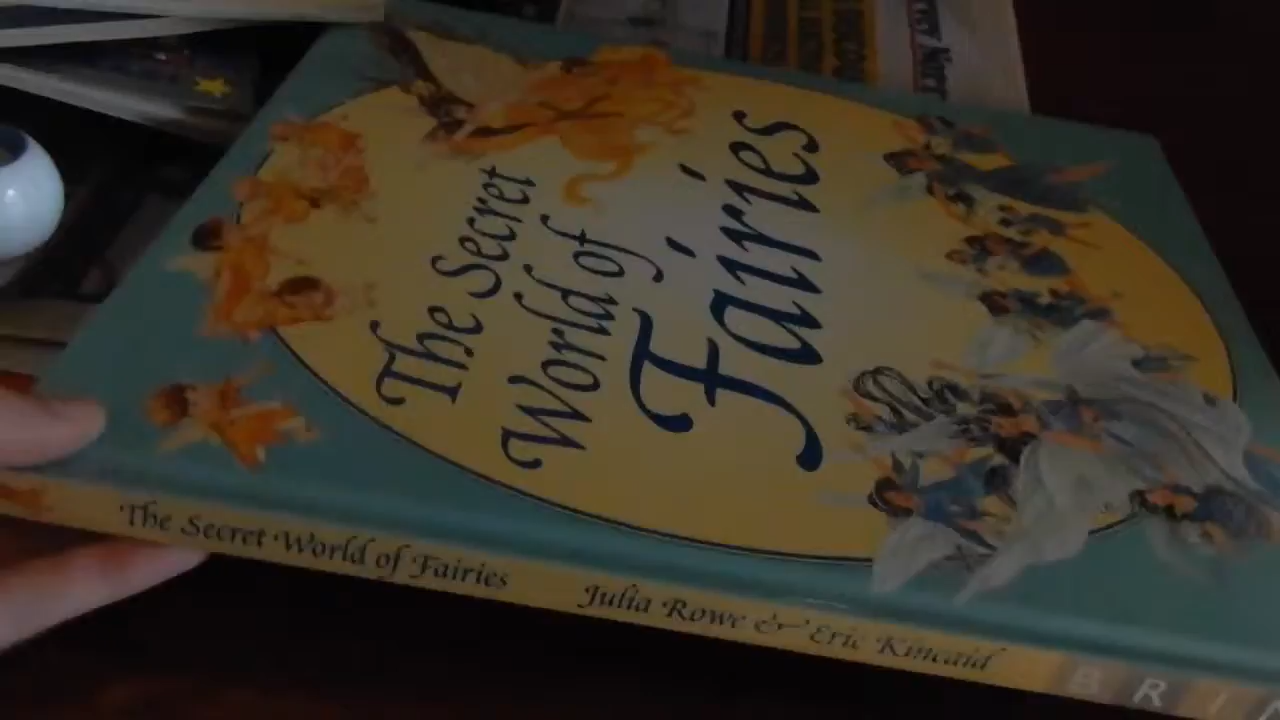 The Secret
World of
Fairies
The Secret World of Fairies Julia Rowe & Eric Kincaid